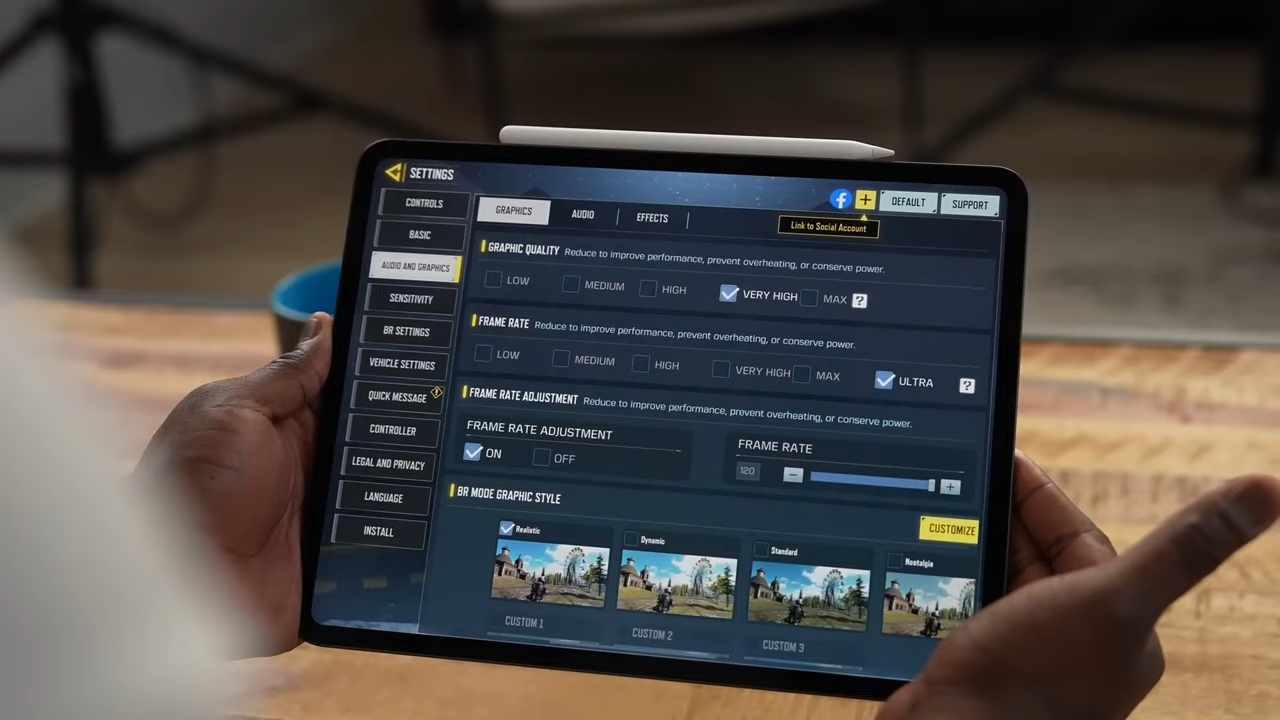 SETTINGS
DEFAULT
SUPPORT
Link to Social Account
CONTROLS
BASIC
AUDIO AND GRAPHICS
SENSITIVITY
BR SETTINGS
VEHICLE SETTINGS
QUICK MESSAGE
CONTROLLER
LEGAL AND PRIVACY
LANGUAGE
INSTALL
GRAPHICS AUDIO EFFECTS
GRAPHIC QUALITY Reduce to improve performance, prevent overheating, or conserve power.
LOW MEDIUM HIGH VERY HIGH MAX ?
FRAME RATE Reduce to improve performance, prevent overheating, or conserve power.
LOW MEDIUM HIGH VERY HIGH MAX ULTRA ?
FRAME RATE ADJUSTMENT Reduce to improve performance, prevent overheating, or conserve power.
FRAME RATE ADJUSTMENT
ON OFF
FRAME RATE
120 - +
BR MODE GRAPHIC STYLE
CUSTOMIZE
Realistic Dynamic Standard Nostalgia
CUSTOM 1 CUSTOM 2 CUSTOM 3